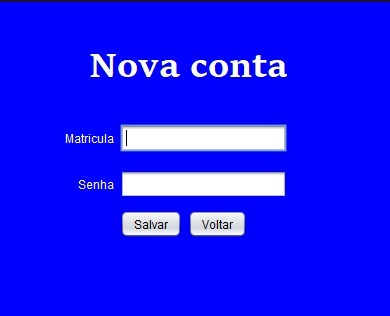 Nova conta
Matricula
Senha
Salvar Voltar